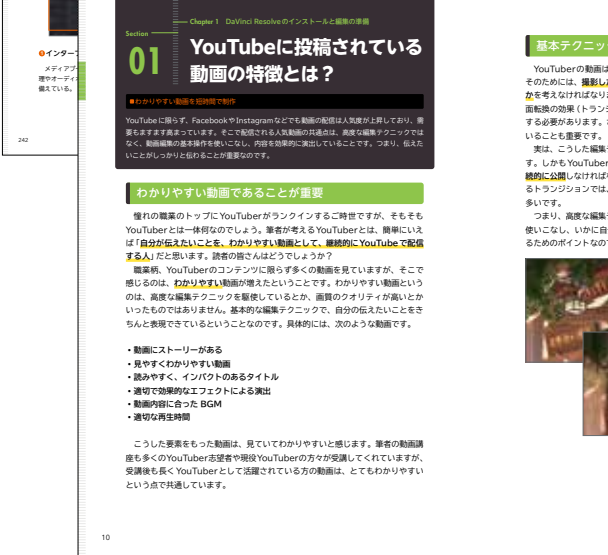 ❶インター
メディアプ
理やオーディ
備えている。
242
Section
01
Chapter 1 DaVinci Resolveのインストールと編集の準備
YouTubeに投稿されている
動画の特徴とは？
■わかりやすい動画を短時間で制作
YouTubeに限らず、FacebookやInstagramなどでも動画の配信は人気度が上昇しており、需
要もますます高まっています。そこで配信される人気動画の共通点は、高度な編集テクニックでは
なく、動画編集の基本操作を使いこなし、内容を効果的に演出していることです。つまり、伝えた
いことがしっかりと伝わることが重要なのです。
わかりやすい動画であることが重要
憧れの職業のトップにYouTuberがランクインするご時世ですが、そもそも
YouTuberとは一体何なのでしょう。筆者が考えるYouTuberとは、簡単にいえ
ば「自分が伝えたいことを、わかりやすい動画として、継続的にYouTubeで配信
する人」だと思います。読者の皆さんはどうでしょうか？
職業柄、YouTubeのコンテンツに限らず多くの動画を見ていますが、そこで
感じるのは、わかりやすい動画が増えたということです。わかりやすい動画という
のは、高度な編集テクニックを駆使しているとか、画質のクオリティが高いとか
いったものではありません。基本的な編集テクニックで、自分の伝えたいことをき
ちんと表現できているということなのです。具体的には、次のような動画です。
・動画にストーリーがある
・見やすくわかりやすい動画
・読みやすく、インパクトのあるタイトル
・適切で効果的なエフェクトによる演出
・動画内容に合った BGM
・適切な再生時間
こうした要素をもった動画は、見ていてわかりやすいと感じます。筆者の動画講
座も多くのYouTuber志望者や現役YouTuberの方々が受講してくれていますが、
受講後も長くYouTuberとして活躍されている方の動画は、とてもわかりやすい
という点で共通しています。
10
基本テクニッ
YouTuberの動画は
そのためには、撮影した
かを考えなければなりま
面転換の効果（トランジ
する必要があります。
いることも重要です。
実は、こうした編集テ
す。しかもYouTuber
続的に公開しなければな
るトランジションでは、
多いです。
つまり、高度な編集テ
使いこなし、いかに自
るためのポイントなので